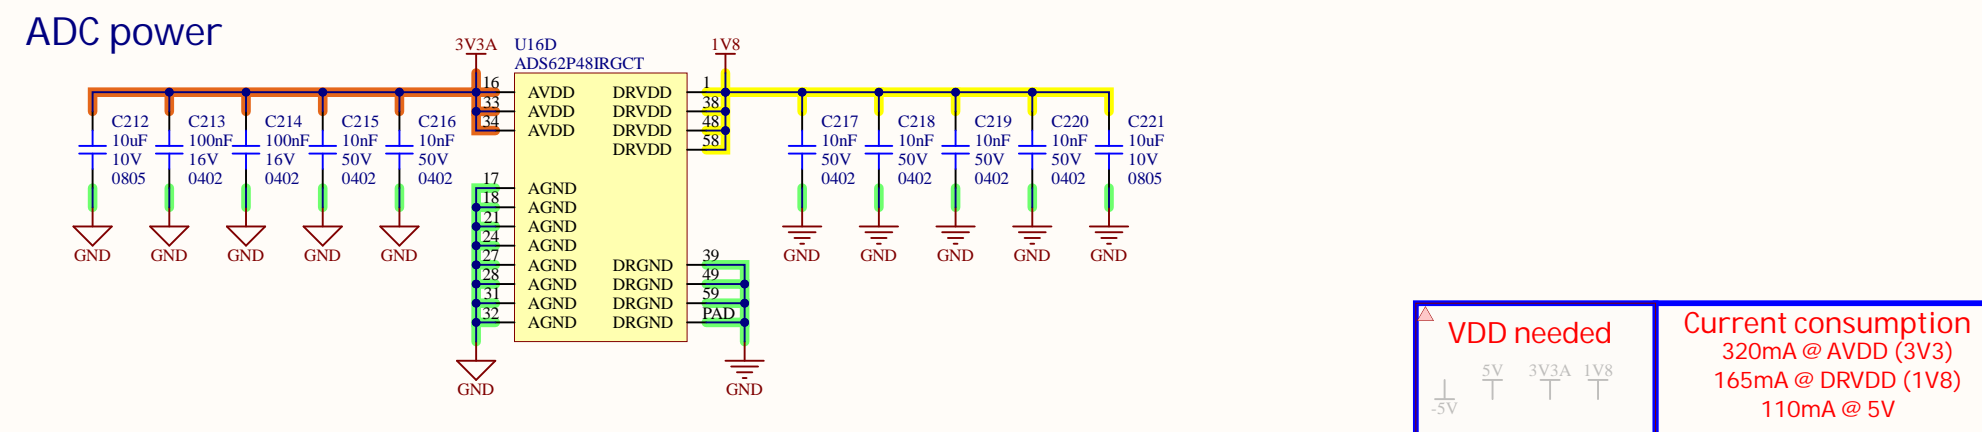 ADC power
3V3A
U16D
ADS62P48IRGCT
1V8
16
AVDD
DRVDD
1
33
AVDD
DRVDD
38
34
AVDD
DRVDD
48
DRVDD
58
C212
10uF
10V
0805
C213
100nF
16V
0402
C214
100nF
16V
0402
C215
10nF
50V
0402
C216
10nF
50V
0402
C217
10nF
50V
0402
C218
10nF
50V
0402
C219
10nF
50V
0402
C220
10nF
50V
0402
C221
10uF
10V
0805
17
AGND
18
AGND
21
AGND
24
AGND
27
AGND
DRGND
39
28
AGND
DRGND
49
31
AGND
DRGND
59
32
AGND
DRGND
PAD
GND
GND
GND
GND
GND
GND
GND
GND
GND
GND
GND
GND
VDD needed
5V
3V3A
1V8
-5V
Current consumption
320mA @ AVDD (3V3)
165mA @ DRVDD (1V8)
110mA @ 5V